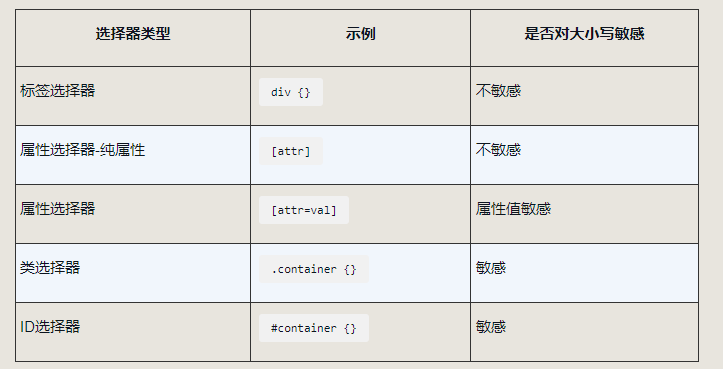 选择器类型 示例 是否对大小写敏感
标签选择器 div {} 不敏感
属性选择器-纯属性 [attr] 不敏感
属性选择器 [attr=val] 属性值敏感
类选择器 .container {} 敏感
ID选择器 #container {} 敏感